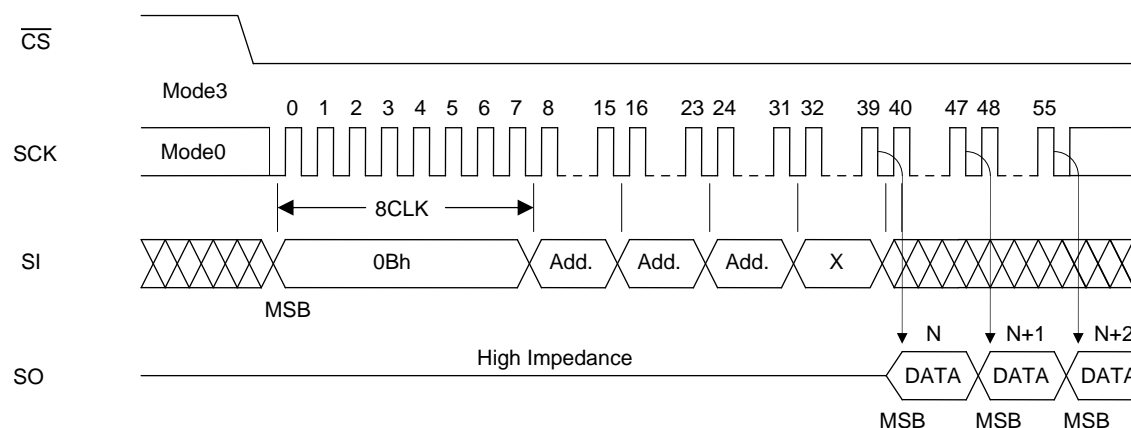 CS
Mode3
0 1 2 3 4 5 6 7 8 15 16 23 24 31 32 39 40 47 48 55
SCK Mode0
8CLK
SI 0Bh Add. Add. Add. X
MSB
N N+1 N+2
High Impedance
SO DATA DATA DATA
MSB MSB MSB